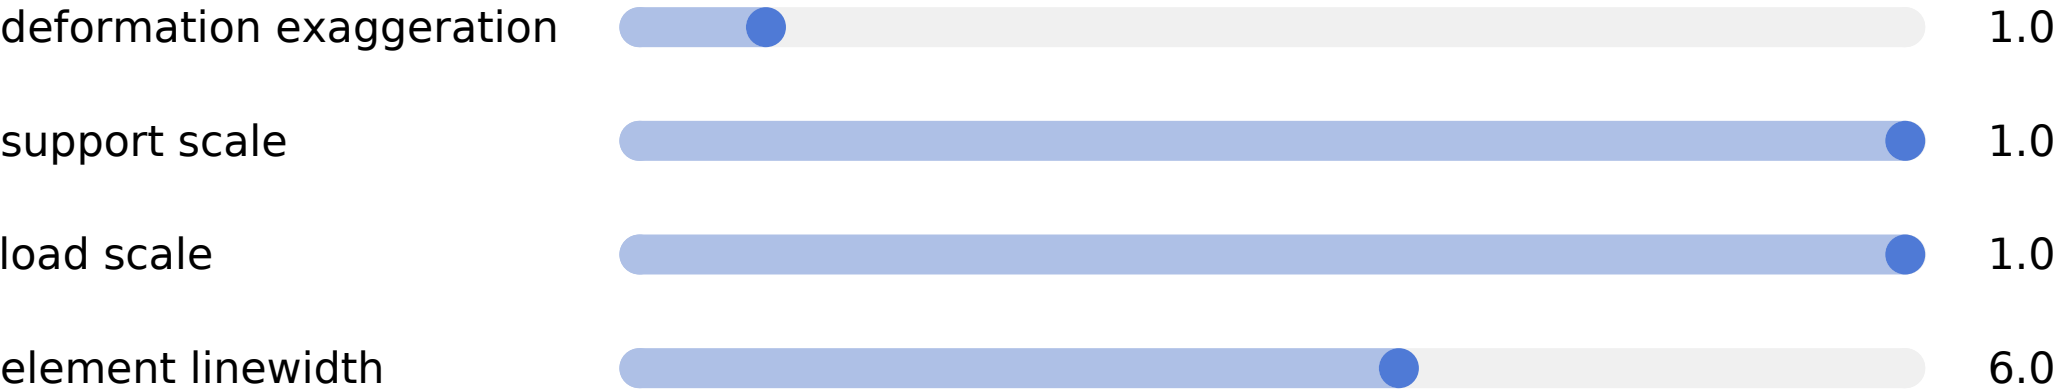 deformation exaggeration 1.0
support scale 1.0
load scale 1.0
element linewidth 6.0